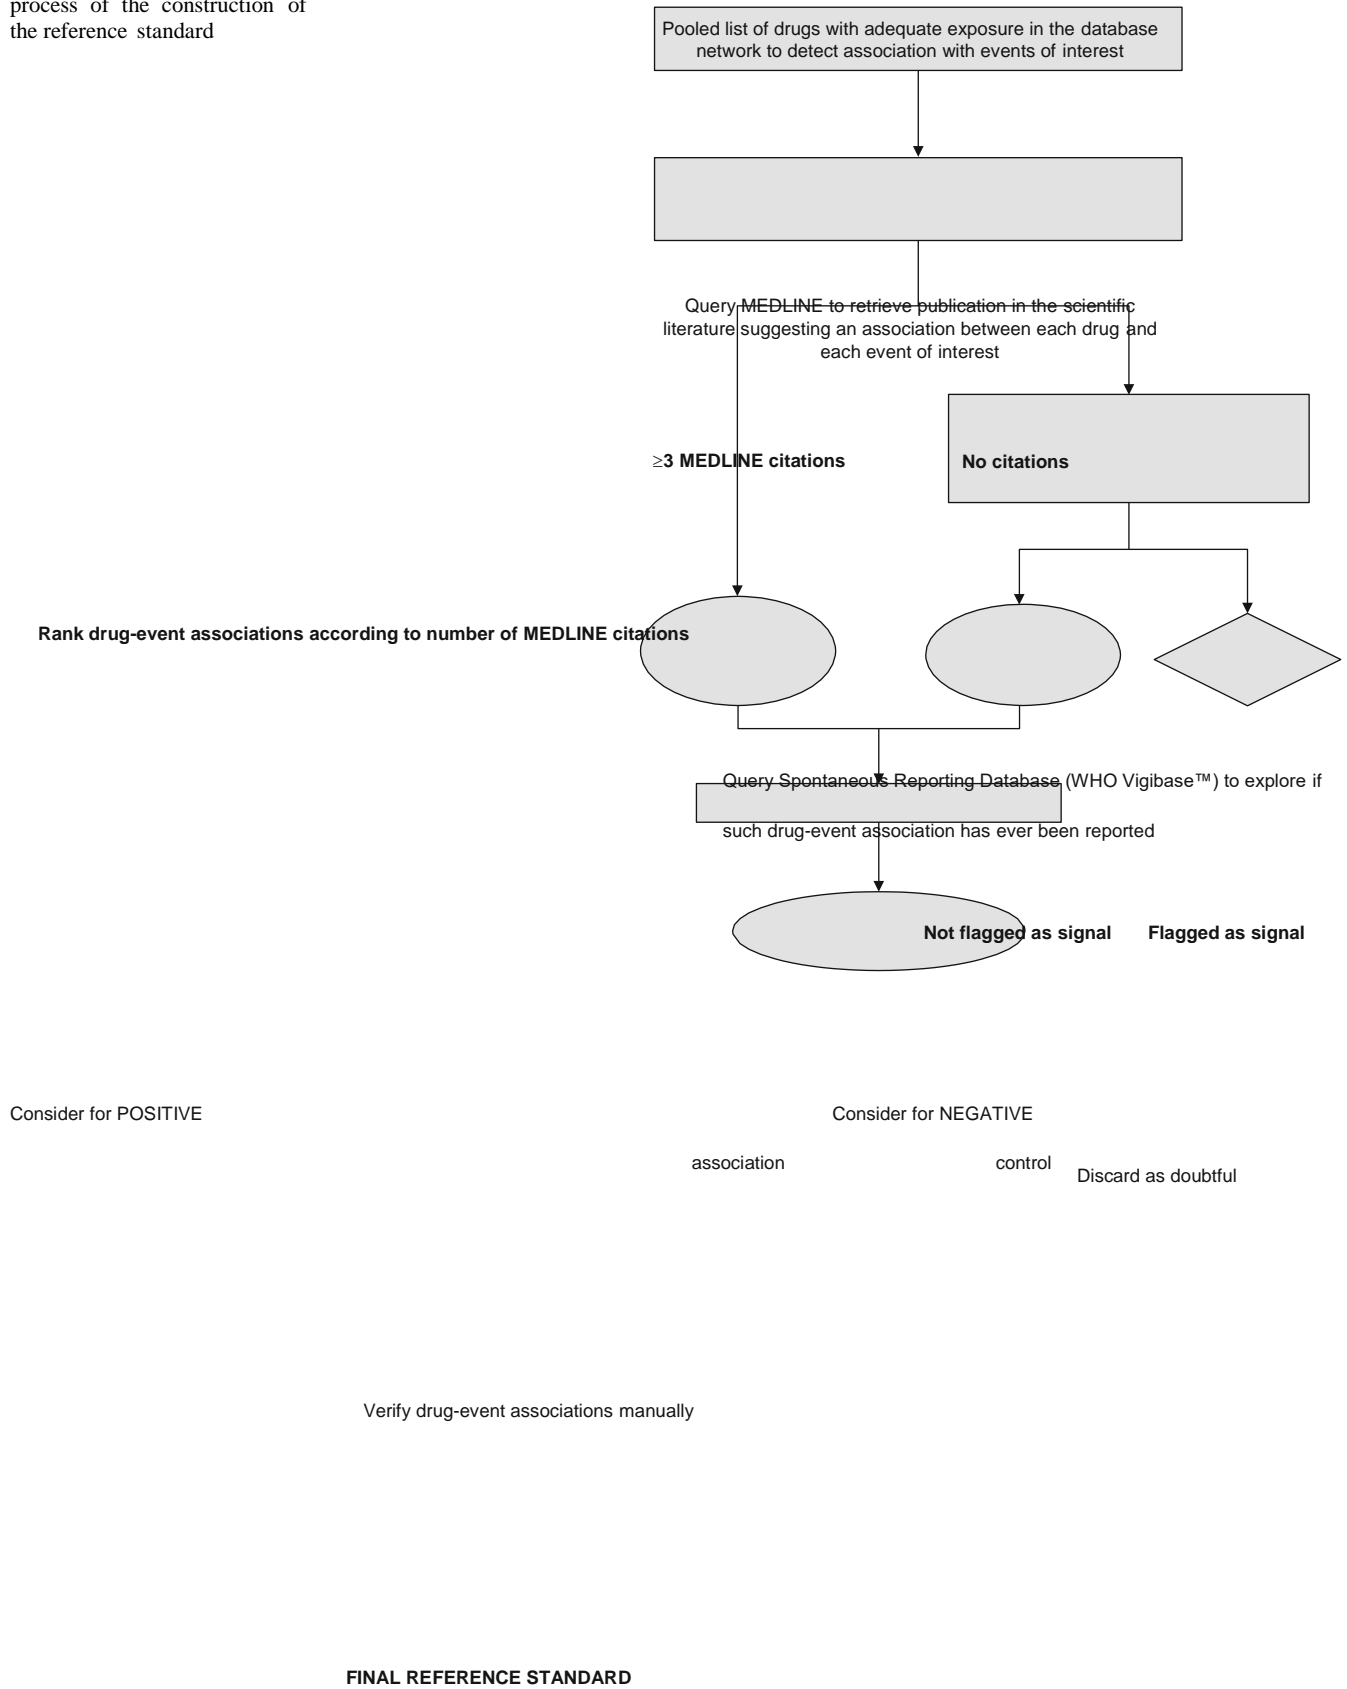 process of the construction of
the reference standard
Pooled list of drugs with adequate exposure in the database
network to detect association with events of interest
Query MEDLINE to retrieve publication in the scientific
literature suggesting an association between each drug and
each event of interest
≥3 MEDLINE citations
No citations
Rank drug-event associations according to number of MEDLINE citations
Query Spontaneous Reporting Database (WHO Vigibase™) to explore if
such drug-event association has ever been reported
Not flagged as signal
Flagged as signal
Consider for POSITIVE
Consider for NEGATIVE
association
control
Discard as doubtful
Verify drug-event associations manually
FINAL REFERENCE STANDARD